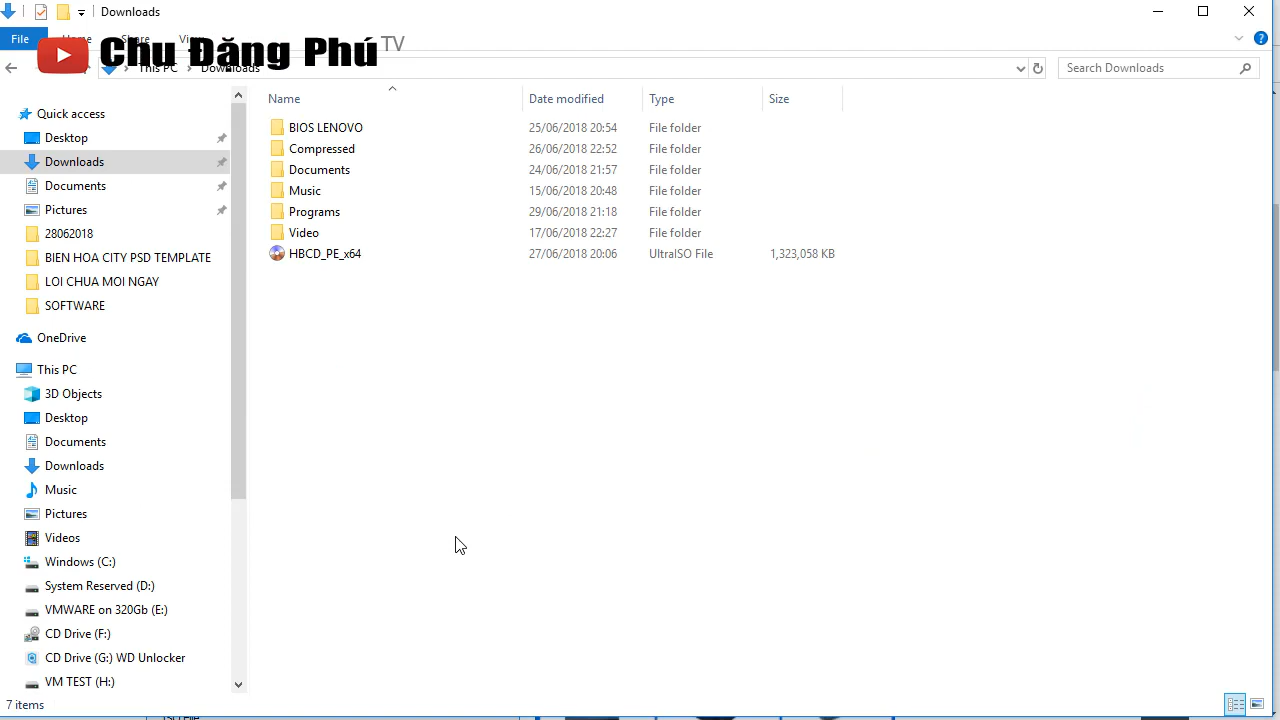 Downloads
File Home Share View
Chu Đăng Phú TV
This PC Downloads
Search Downloads
Name Date modified Type Size
Quick access
Desktop
Downloads
Documents
Pictures
28062018
BIEN HOA CITY PSD TEMPLATE
LOI CHUA MOI NGAY
SOFTWARE
OneDrive
This PC
3D Objects
Desktop
Documents
Downloads
Music
Pictures
Videos
Windows (C:)
System Reserved (D:)
VMWARE on 320Gb (E:)
CD Drive (F:)
CD Drive (G:) WD Unlocker
VM TEST (H:)
BIOS LENOVO 25/06/2018 20:54 File folder
Compressed 26/06/2018 22:52 File folder
Documents 24/06/2018 21:57 File folder
Music 15/06/2018 20:48 File folder
Programs 29/06/2018 21:18 File folder
Video 17/06/2018 22:27 File folder
HBCD_PE_x64 27/06/2018 20:06 UltraISO File 1,323,058 KB
7 items